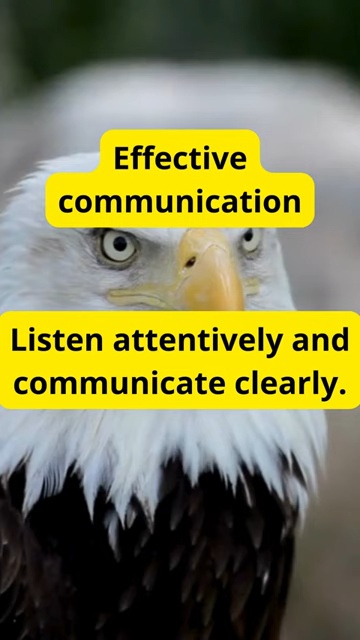 Effective
communication
Listen attentively and
communicate clearly.